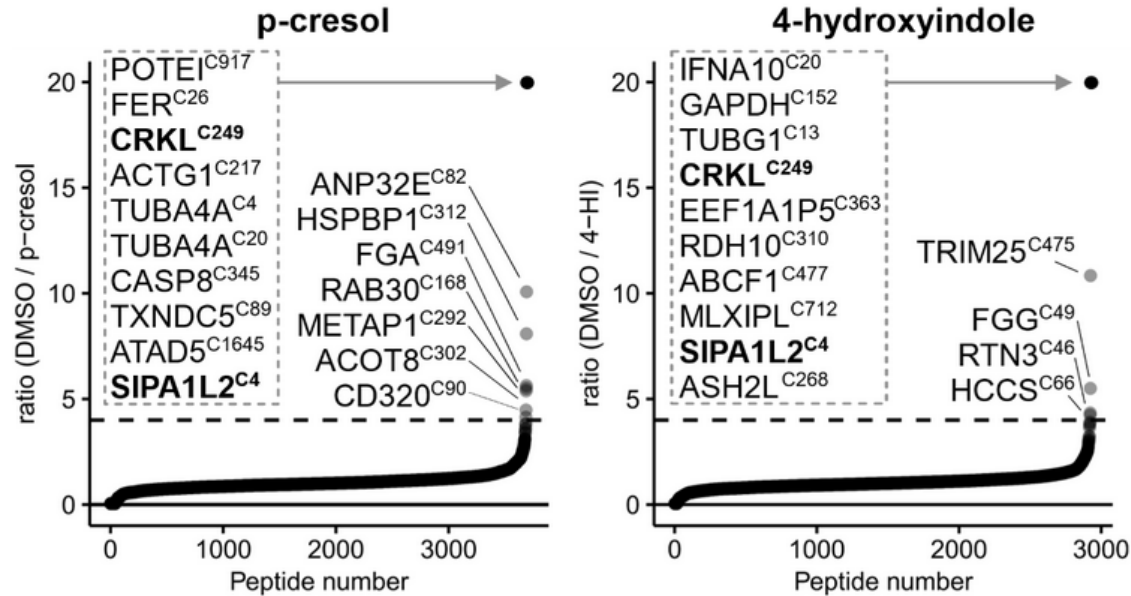 p-cresol
ratio (DMSO / p-cresol
20
15
10
5
0
POTEI^C917
FER^C26
CRKL^C249
ACTG1^C217
TUBA4A^C4
TUBA4A^C20
CASP8^C345
TXNDC5^C89
ATAD5^C1645
SIPA1L2^C4
ANP32E^C82
HSPBP1^C312
FGA^C491
RAB30^C168
METAP1^C292
ACOT8^C302
CD320^C90
0 1000 2000 3000
Peptide number
4-hydroxyindole
ratio (DMSO / 4-HI)
20
15
10
5
0
IFNA10^C20
GAPDH^C152
TUBG1^C13
CRKL^C249
EEF1A1P5^C363
RDH10^C310
ABCF1^C477
MLXIPL^C712
SIPA1L2^C4
ASH2L^C268
TRIM25^C475
FGG^C49
RTN3^C46
HCCS^C66
0 1000 2000 3000
Peptide number